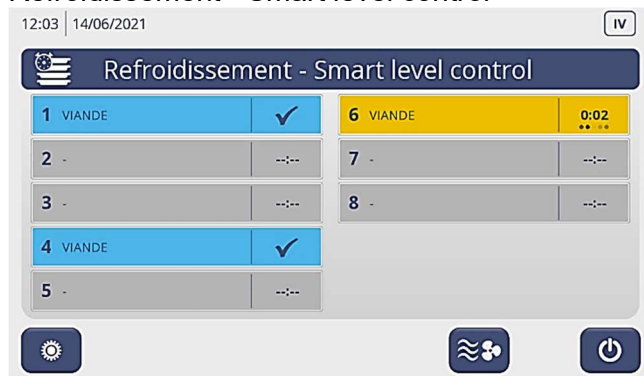 12:03 14/06/2021 IV
Refroidissement - Smart level control
1 VIANDE
2 - --:--
3 - --:--
4 VIANDE
5 - --:--
6 VIANDE 0:02
7 - --:--
8 - --:--